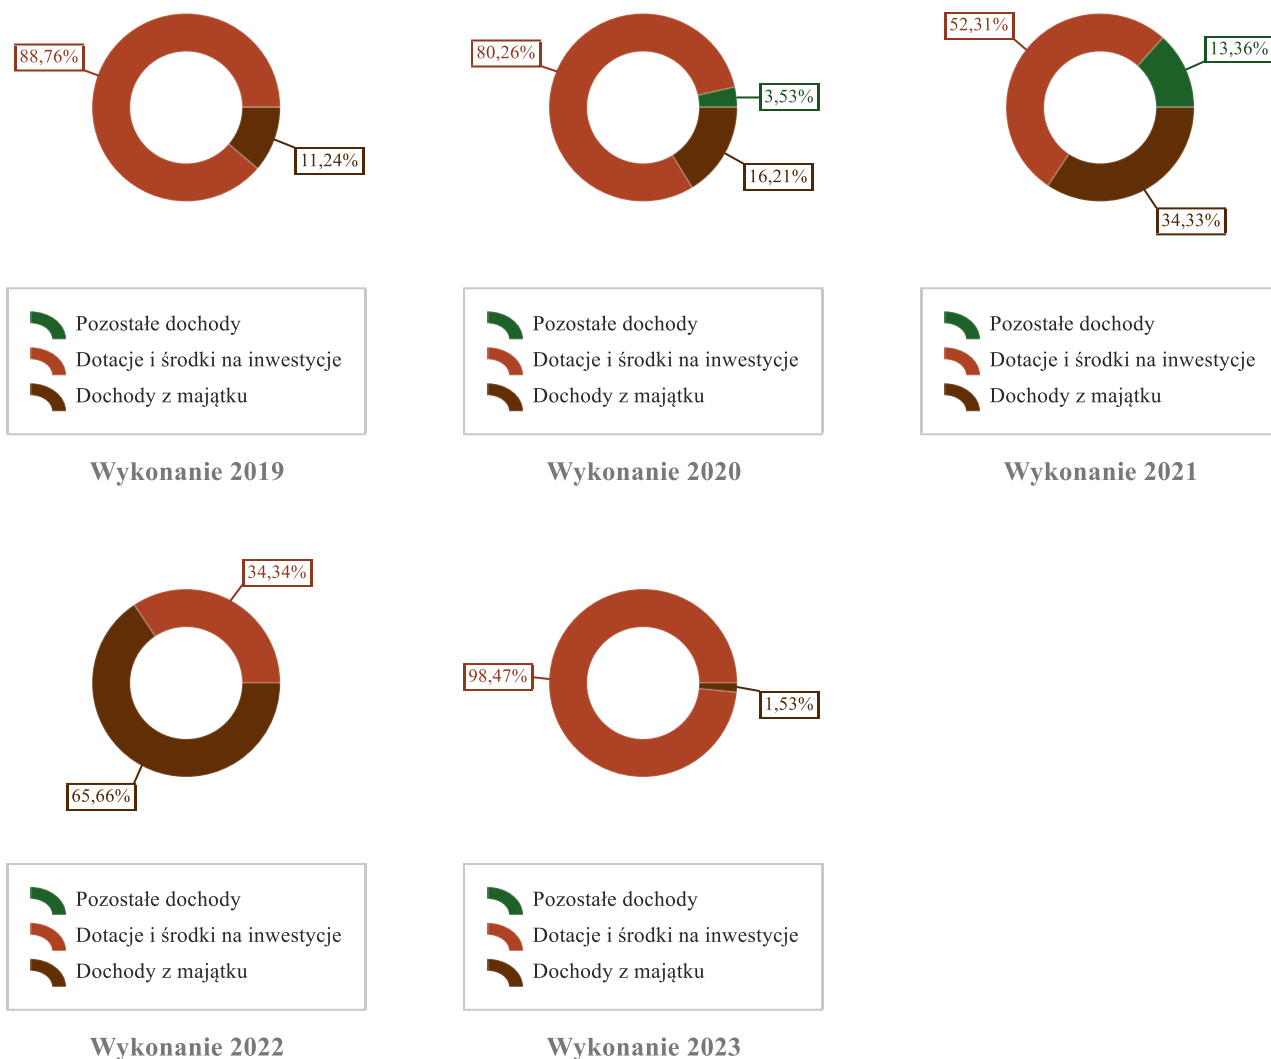 88,76%
11,24%
Pozostałe dochody
Dotacje i środki na inwestycje
Dochody z majątku
Wykonanie 2019
80,26%
3,53%
16,21%
Pozostałe dochody
Dotacje i środki na inwestycje
Dochody z majątku
Wykonanie 2020
52,31%
13,36%
34,33%
Pozostałe dochody
Dotacje i środki na inwestycje
Dochody z majątku
Wykonanie 2021
34,34%
65,66%
Pozostałe dochody
Dotacje i środki na inwestycje
Dochody z majątku
Wykonanie 2022
98,47%
1,53%
Pozostałe dochody
Dotacje i środki na inwestycje
Dochody z majątku
Wykonanie 2023